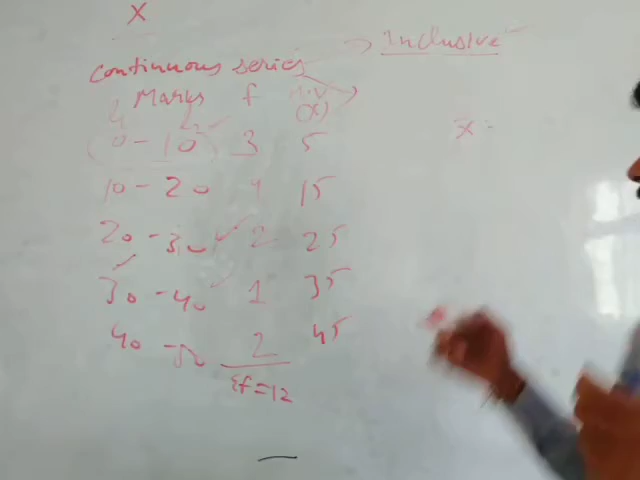 X
continuous series
Inclusive
Marks f M.V
(X)
0-10 3 5
X =
10-20 4 15
20-30 2 25
30-40 1 35
40-50 2 45
Σf=12